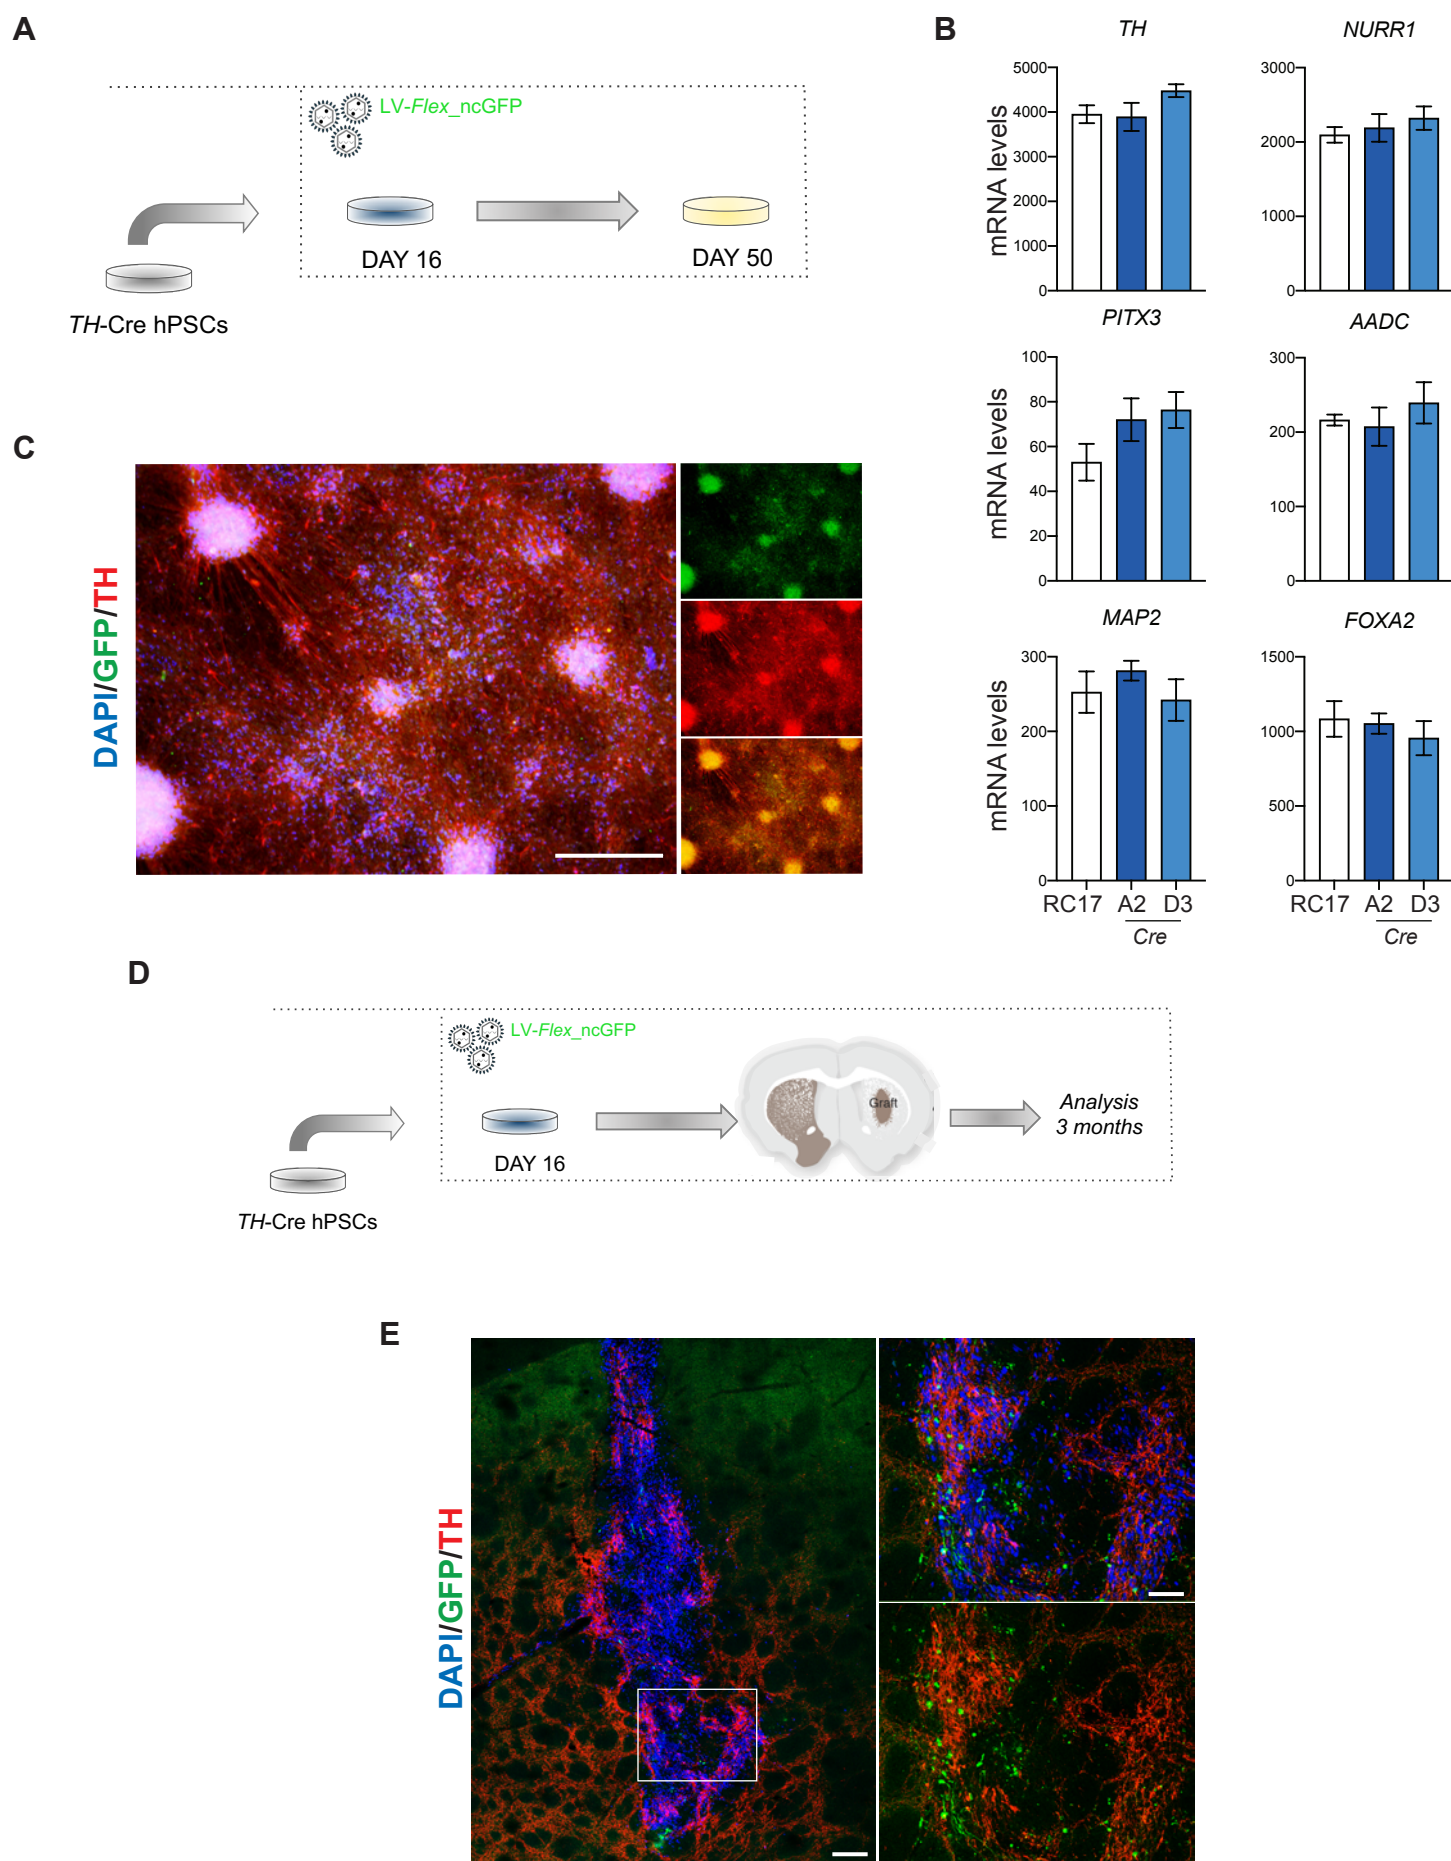 A
LV-Flex_ncGFP
DAY 16
DAY 50
TH-Cre hPSCs
B
TH
mRNA levels
5000
4000
3000
2000
1000
0
NURR1
3000
2000
1000
0
PITX3
mRNA levels
100
80
60
40
20
0
AADC
300
200
100
0
MAP2
mRNA levels
300
200
100
0
RC17 A2 D3
Cre
FOXA2
1500
1000
500
0
RC17 A2 D3
Cre
C
DAPI/GFP/TH
D
LV-Flex_ncGFP
DAY 16
TH-Cre hPSCs
Graft
Analysis
3 months
E
DAPI/GFP/TH